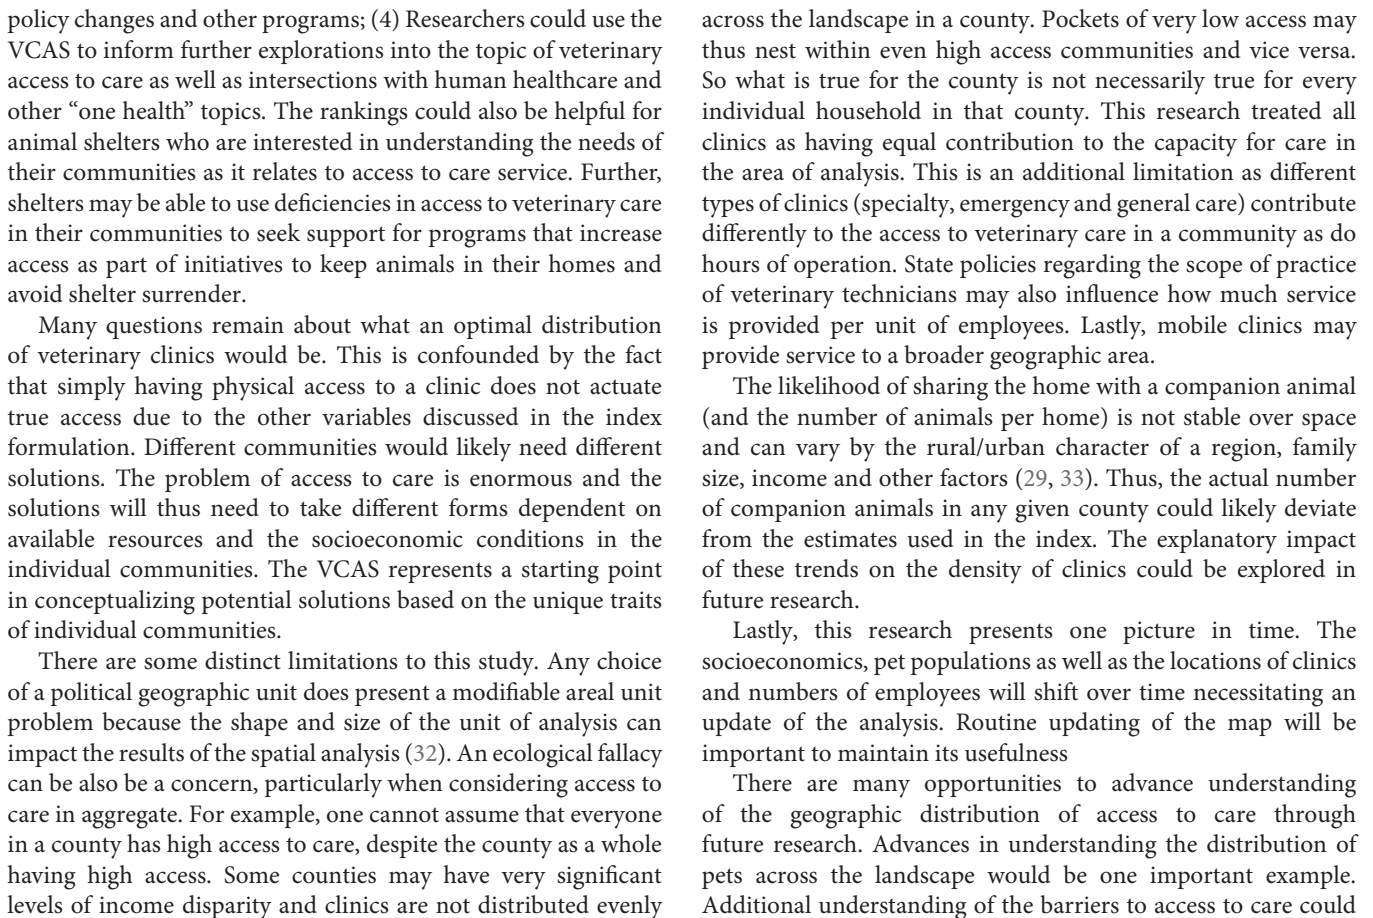 policy changes and other programs; (4) Researchers could use the
VCAS to inform further explorations into the topic of veterinary
access to care as well as intersections with human healthcare and
other “one health” topics. The rankings could also be helpful for
animal shelters who are interested in understanding the needs of
their communities as it relates to access to care service. Further,
shelters may be able to use deficiencies in access to veterinary care
in their communities to seek support for programs that increase
access as part of initiatives to keep animals in their homes and
avoid shelter surrender.
Many questions remain about what an optimal distribution
of veterinary clinics would be. This is confounded by the fact
that simply having physical access to a clinic does not actuate
true access due to the other variables discussed in the index
formulation. Different communities would likely need different
solutions. The problem of access to care is enormous and the
solutions will thus need to take different forms dependent on
available resources and the socioeconomic conditions in the
individual communities. The VCAS represents a starting point
in conceptualizing potential solutions based on the unique traits
of individual communities.
There are some distinct limitations to this study. Any choice
of a political geographic unit does present a modifiable areal unit
problem because the shape and size of the unit of analysis can
impact the results of the spatial analysis (32). An ecological fallacy
can be also be a concern, particularly when considering access to
care in aggregate. For example, one cannot assume that everyone
in a county has high access to care, despite the county as a whole
having high access. Some counties may have very significant
levels of income disparity and clinics are not distributed evenly
across the landscape in a county. Pockets of very low access may
thus nest within even high access communities and vice versa.
So what is true for the county is not necessarily true for every
individual household in that county. This research treated all
clinics as having equal contribution to the capacity for care in
the area of analysis. This is an additional limitation as different
types of clinics (specialty, emergency and general care) contribute
differently to the access to veterinary care in a community as do
hours of operation. State policies regarding the scope of practice
of veterinary technicians may also influence how much service
is provided per unit of employees. Lastly, mobile clinics may
provide service to a broader geographic area.
The likelihood of sharing the home with a companion animal
(and the number of animals per home) is not stable over space
and can vary by the rural/urban character of a region, family
size, income and other factors (29, 33). Thus, the actual number
of companion animals in any given county could likely deviate
from the estimates used in the index. The explanatory impact
of these trends on the density of clinics could be explored in
future research.
Lastly, this research presents one picture in time. The
socioeconomics, pet populations as well as the locations of clinics
and numbers of employees will shift over time necessitating an
update of the analysis. Routine updating of the map will be
important to maintain its usefulness
There are many opportunities to advance understanding
of the geographic distribution of access to care through
future research. Advances in understanding the distribution of
pets across the landscape would be one important example.
Additional understanding of the barriers to access to care could